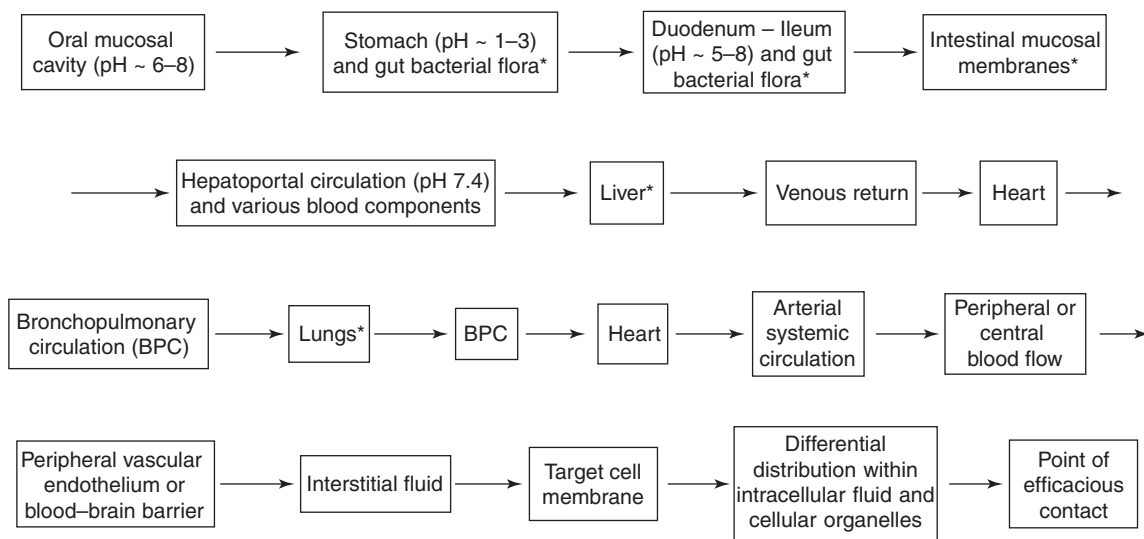 Oral mucosal
cavity (pH ~ 6–8)
Stomach (pH ~ 1–3)
and gut bacterial flora*
Duodenum – Ileum
(pH ~ 5–8) and gut
bacterial flora*
Intestinal mucosal
membranes*
Hepatoportal circulation (pH 7.4)
and various blood components
Liver*
Venous return
Heart
Bronchopulmonary
circulation (BPC)
Lungs*
BPC
Heart
Arterial
systemic
circulation
Peripheral or
central
blood flow
Peripheral vascular
endothelium or
blood–brain barrier
Interstitial fluid
Target cell
membrane
Differential
distribution within
intracellular fluid and
cellular organelles
Point of
efficacious
contact